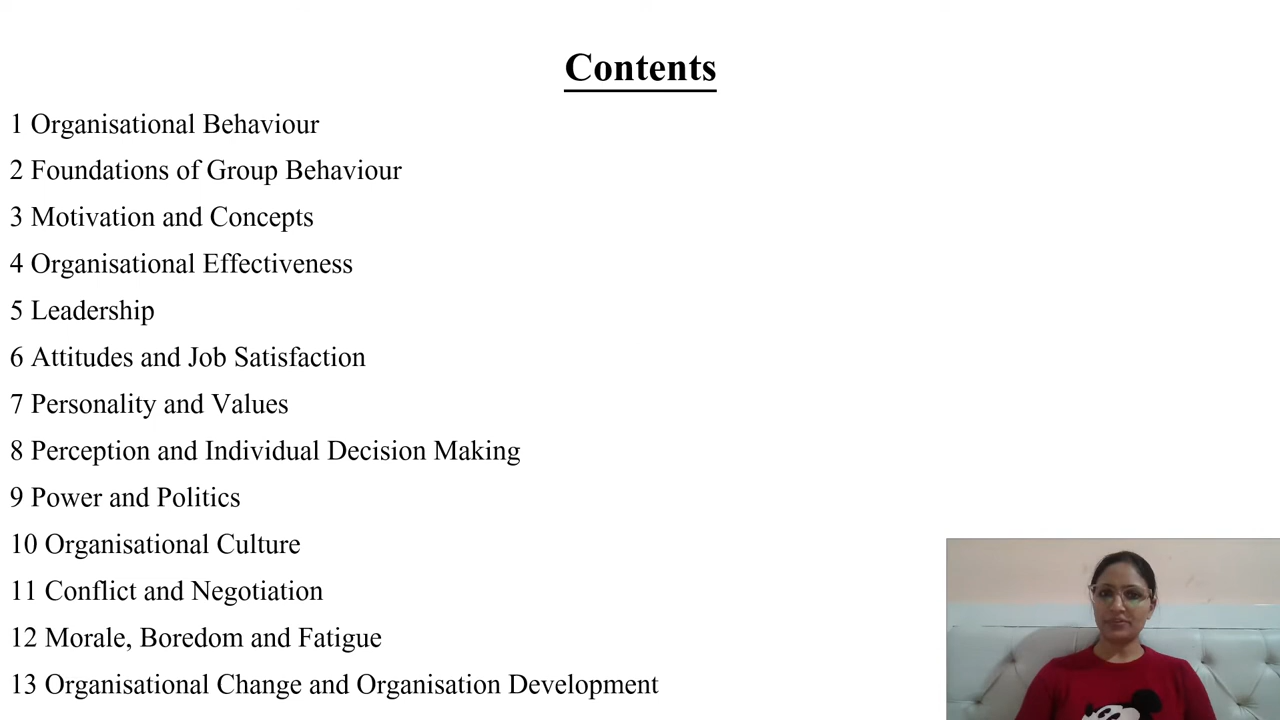 Contents
1 Organisational Behaviour
2 Foundations of Group Behaviour
3 Motivation and Concepts
4 Organisational Effectiveness
5 Leadership
6 Attitudes and Job Satisfaction
7 Personality and Values
8 Perception and Individual Decision Making
9 Power and Politics
10 Organisational Culture
11 Conflict and Negotiation
12 Morale, Boredom and Fatigue
13 Organisational Change and Organisation Development